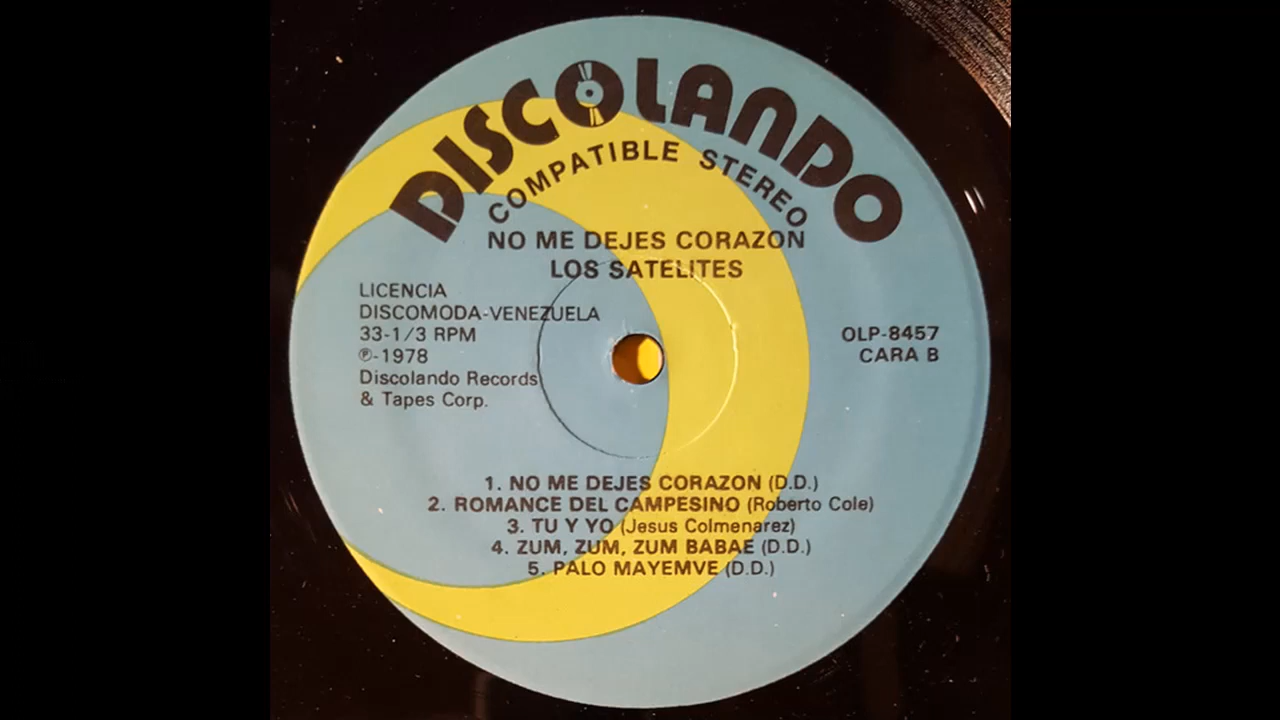 DISCOLANDO
COMPATIBLE STEREO
NO ME DEJES CORAZON
LOS SATELITES
LICENCIA
DISCOMODA-VENEZUELA
33-1/3 RPM
℗-1978
Discolando Records
& Tapes Corp.
OLP-8457
CARA B
1. NO ME DEJES CORAZON (D.D.)
2. ROMANCE DEL CAMPESINO (Roberto Cole)
3. TU Y YO (Jesus Colmenarez)
4. ZUM, ZUM, ZUM BABAE (D.D.)
5. PALO MAYEMVE (D.D.)